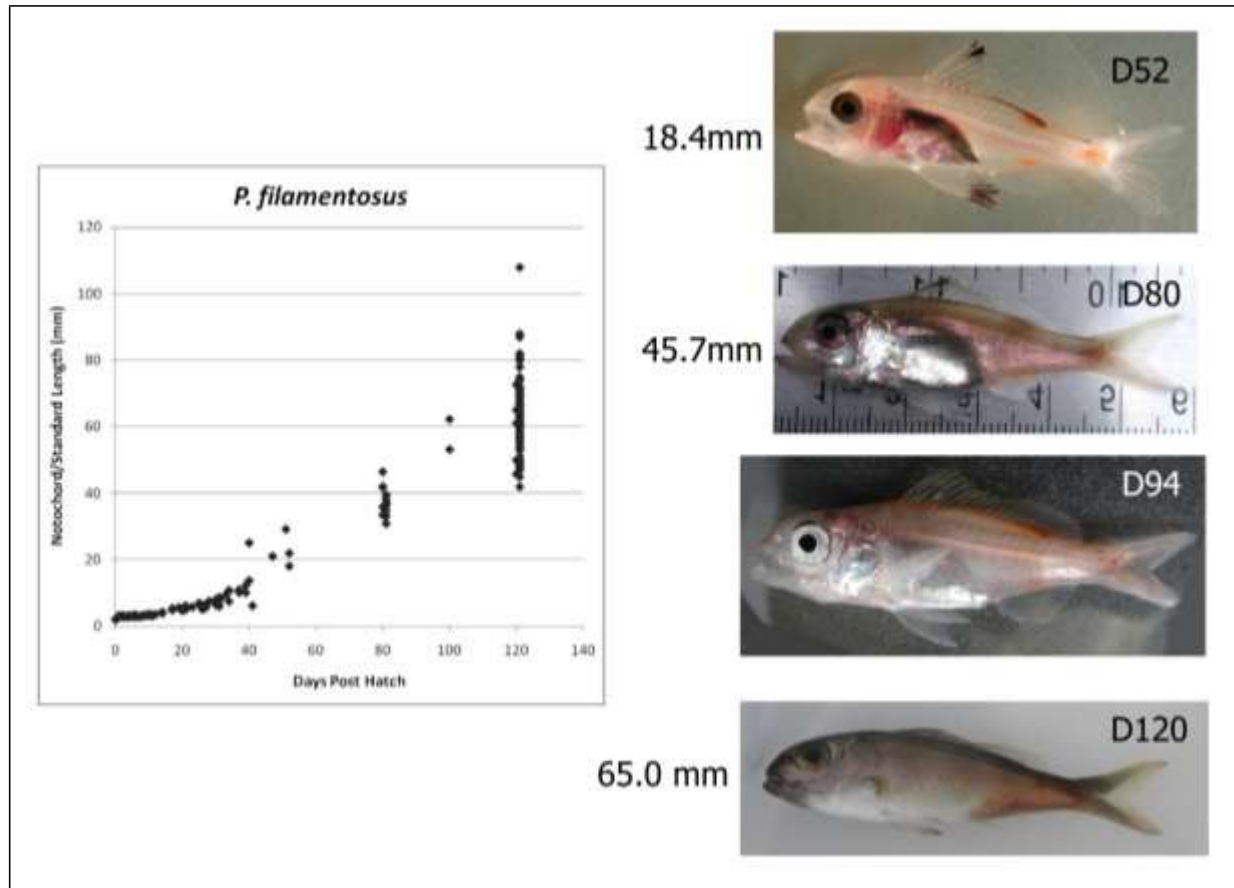 P. filamentosus
120
100
80
60
40
20
0
Notochord/Standard Length (mm)
0 20 40 60 80 100 120 140
Days Post Hatch
18.4mm
D52
45.7mm
D80
D94
65.0 mm
D120